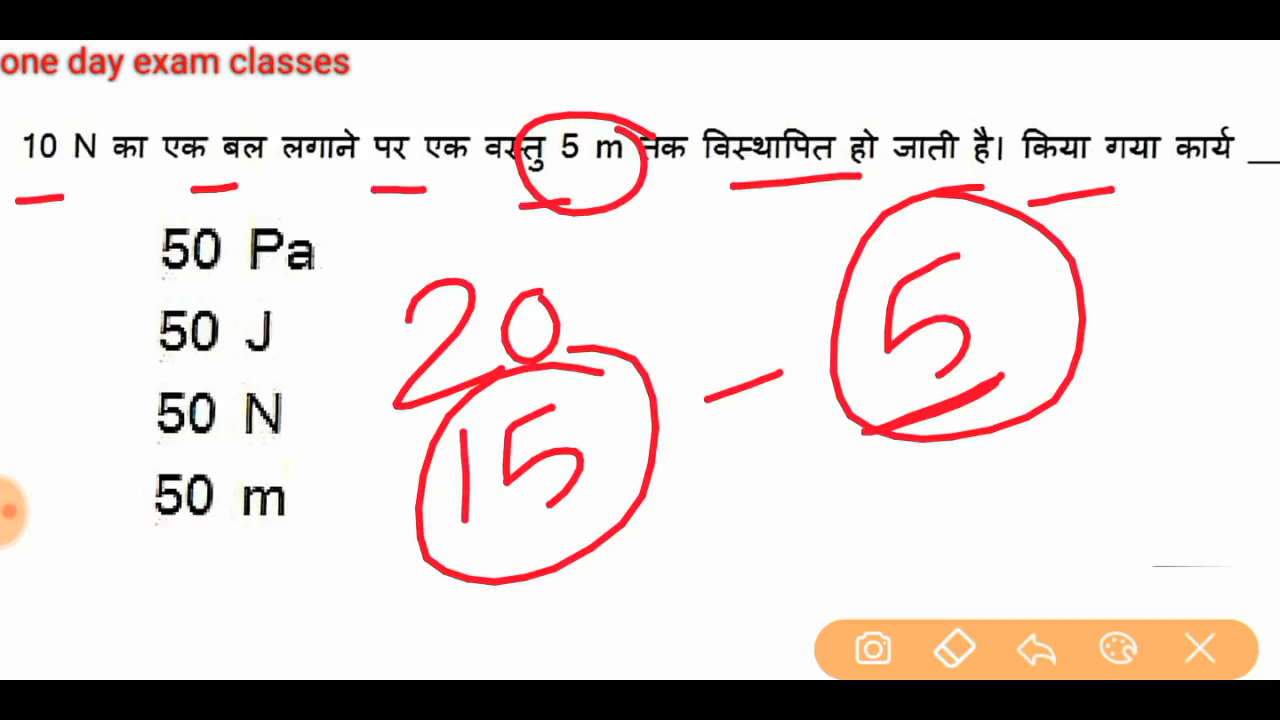 one day exam classes
10 N का एक बल लगाने पर एक वस्तु 5 m तक विस्थापित हो जाती है। किया गया कार्य __
50 Pa
50 J
50 N
50 m
20
15 - 5